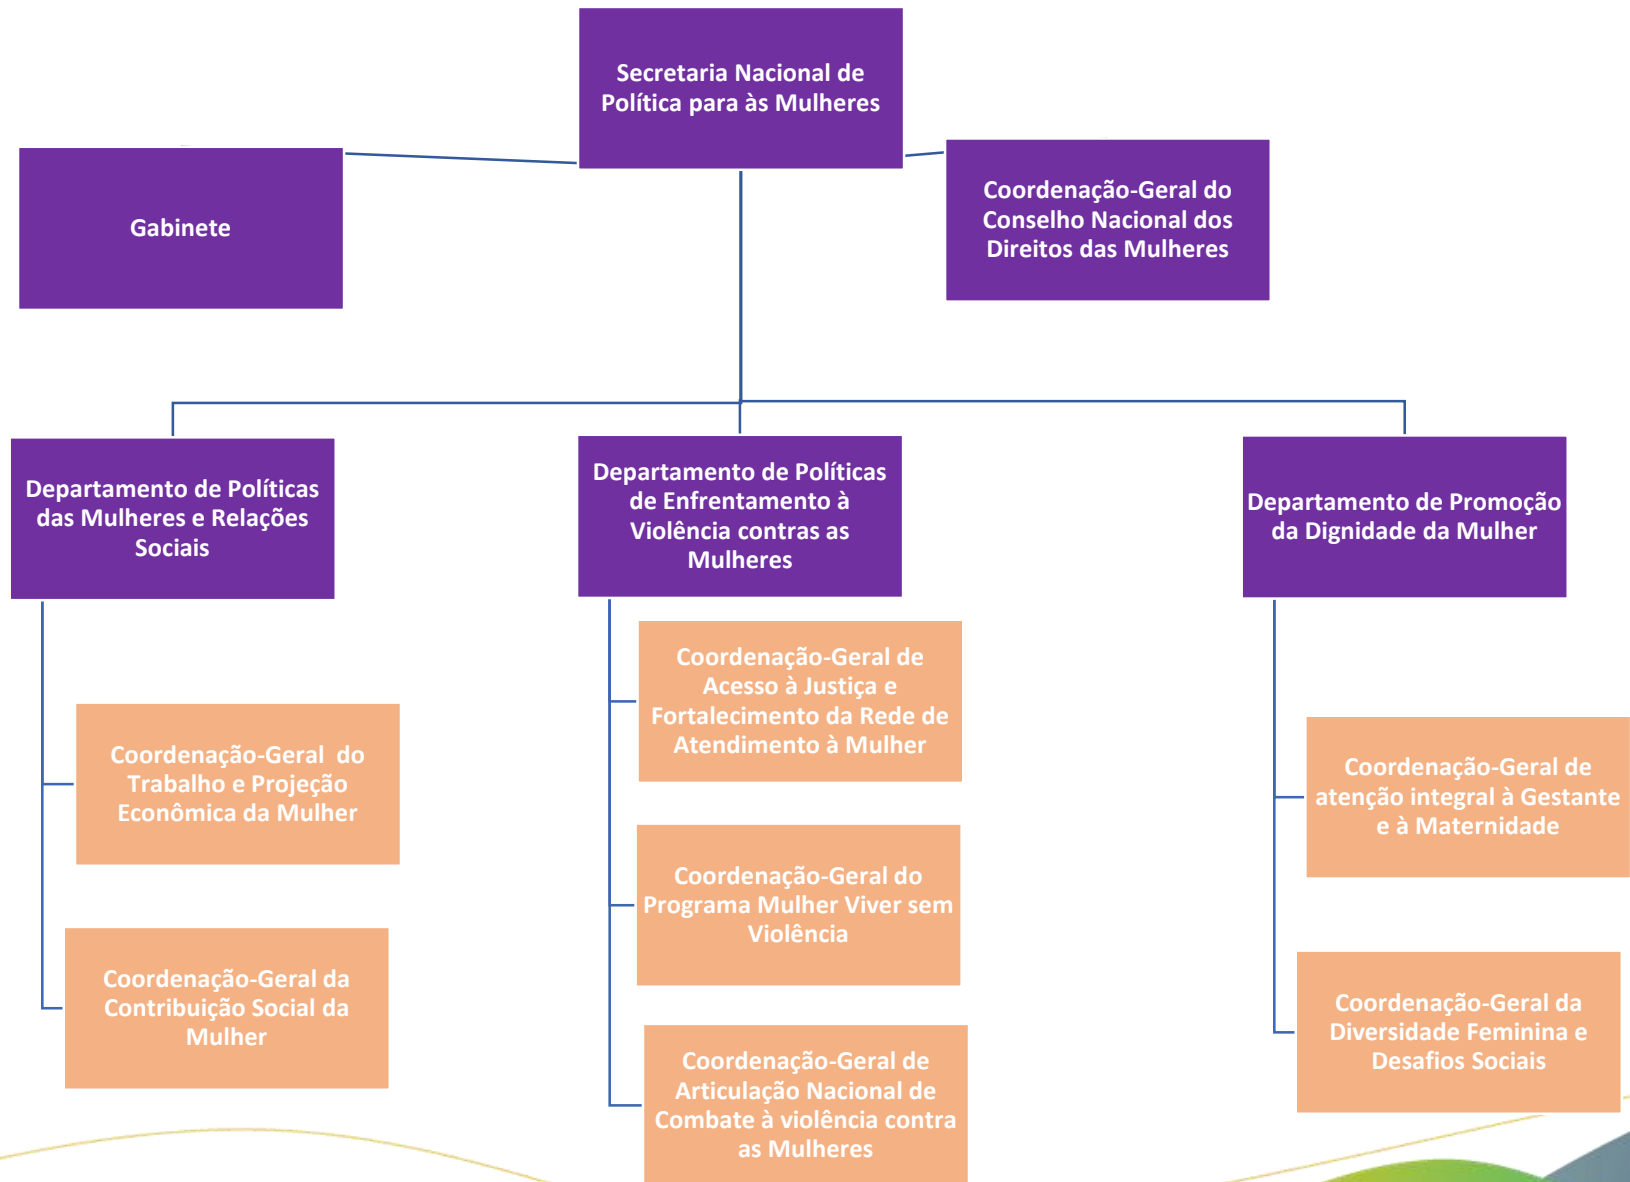 Secretaria Nacional de
Política para às Mulheres
Gabinete
Coordenação-Geral do
Conselho Nacional dos
Direitos das Mulheres
Departamento de Políticas
das Mulheres e Relações
Sociais
Departamento de Políticas
de Enfrentamento à
Violência contras as
Mulheres
Departamento de Promoção
da Dignidade da Mulher
Coordenação-Geral do
Trabalho e Projeção
Econômica da Mulher
Coordenação-Geral da
Contribuição Social da
Mulher
Coordenação-Geral de
Acesso à Justiça e
Fortalecimento da Rede de
Atendimento à Mulher
Coordenação-Geral do
Programa Mulher Viver sem
Violência
Coordenação-Geral de
Articulação Nacional de
Combate à violência contra
as Mulheres
Coordenação-Geral de
atenção integral à Gestante
e à Maternidade
Coordenação-Geral da
Diversidade Feminina e
Desafios Sociais